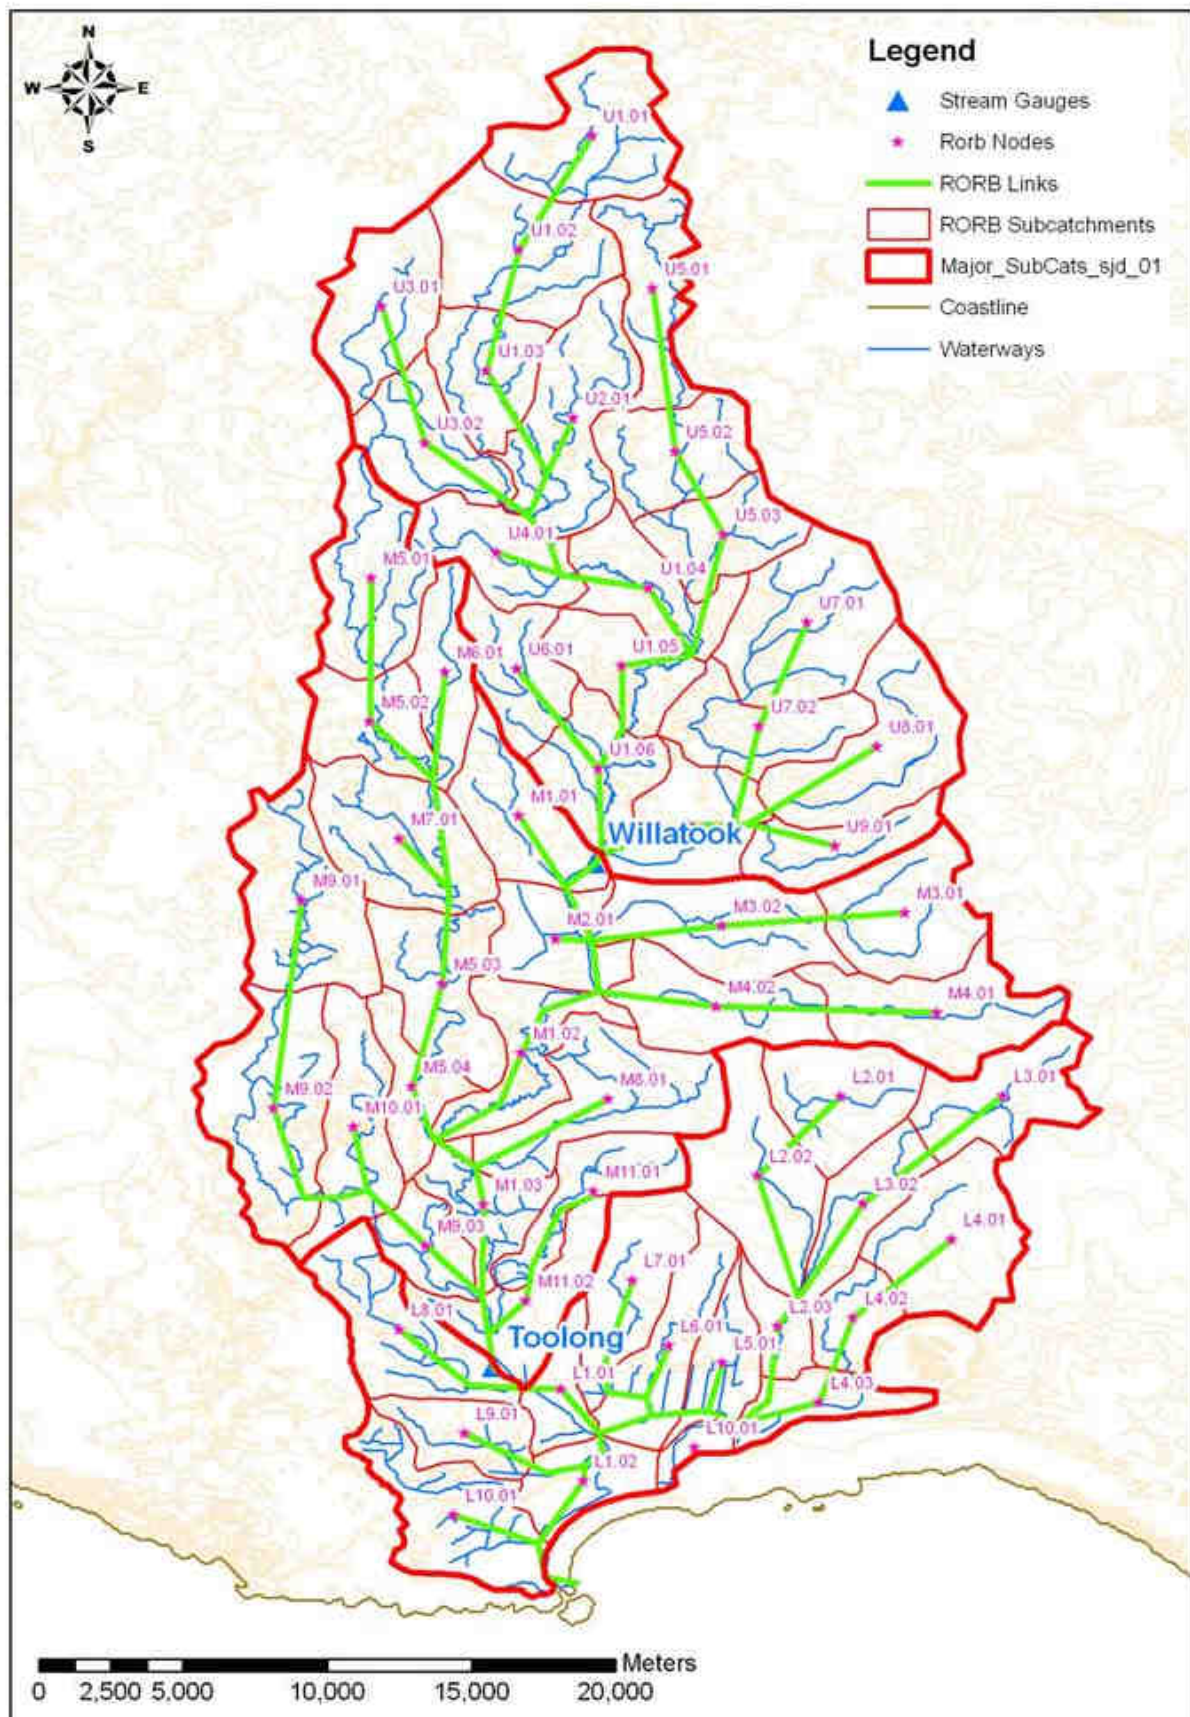 N
W E
S
Legend
Stream Gauges
Rorb Nodes
RORB Links
RORB Subcatchments
Major_SubCats_sjd_01
Coastline
Waterways
U1.01
U1.02
U5.01
U3.01
U1.03
U2.01
U3.02
U5.02
U5.03
U4.01
M5.01
U1.04
U7.01
M6.01
U6.01
U1.05
M5.02
U7.02
U8.01
U1.06
M1.01
M7.01
Willatook
U9.01
M9.01
M3.01
M3.02
M2.01
M5.03
M4.02
M4.01
M1.02
M5.04
M8.01
L2.01
L3.01
M9.02
M10.01
L2.02
M1.03
M11.01
L3.02
M9.03
L4.01
L7.01
M11.02
L8.01
L2.03
L4.02
Toolong
L6.01
L5.01
L1.01
L4.03
L9.01
L10.01
L1.02
L10.01
Meters
0 2,500 5,000 10,000 15,000 20,000